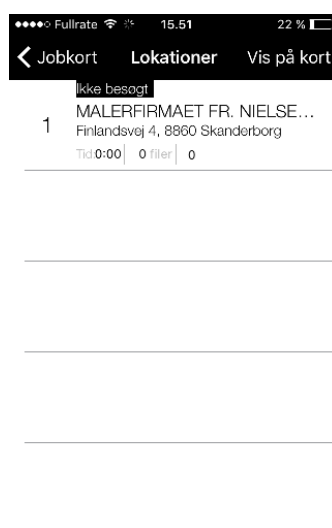 Fullrate 15.51 22 %
Jobkort Lokationer Vis på kort
Ikke besøgt
MALERFIRMAET FR. NIELSE...
1
Finlandsvej 4, 8860 Skanderborg
Tid:0:00 0 filer 0